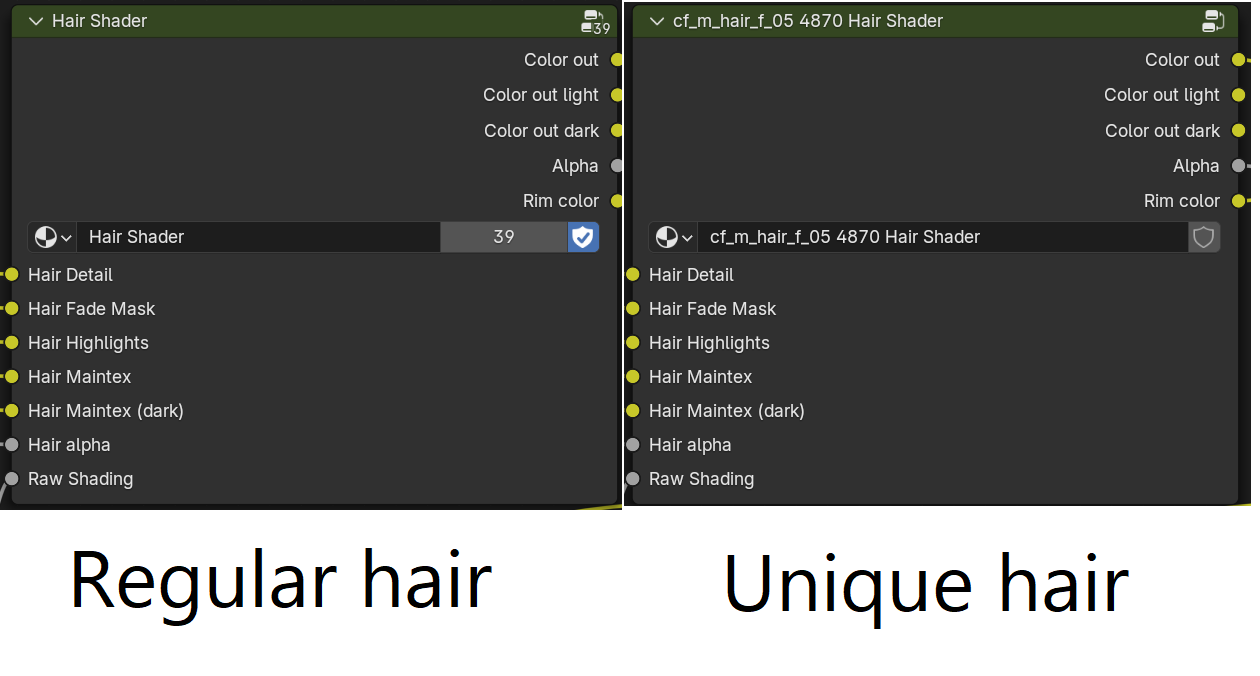 Hair Shader
39
Color out
Color out light
Color out dark
Alpha
Rim color
Hair Shader 39
Hair Detail
Hair Fade Mask
Hair Highlights
Hair Maintex
Hair Maintex (dark)
Hair alpha
Raw Shading
Regular hair
cf_m_hair_f_05 4870 Hair Shader
Color out
Color out light
Color out dark
Alpha
Rim color
cf_m_hair_f_05 4870 Hair Shader
Hair Detail
Hair Fade Mask
Hair Highlights
Hair Maintex
Hair Maintex (dark)
Hair alpha
Raw Shading
Unique hair